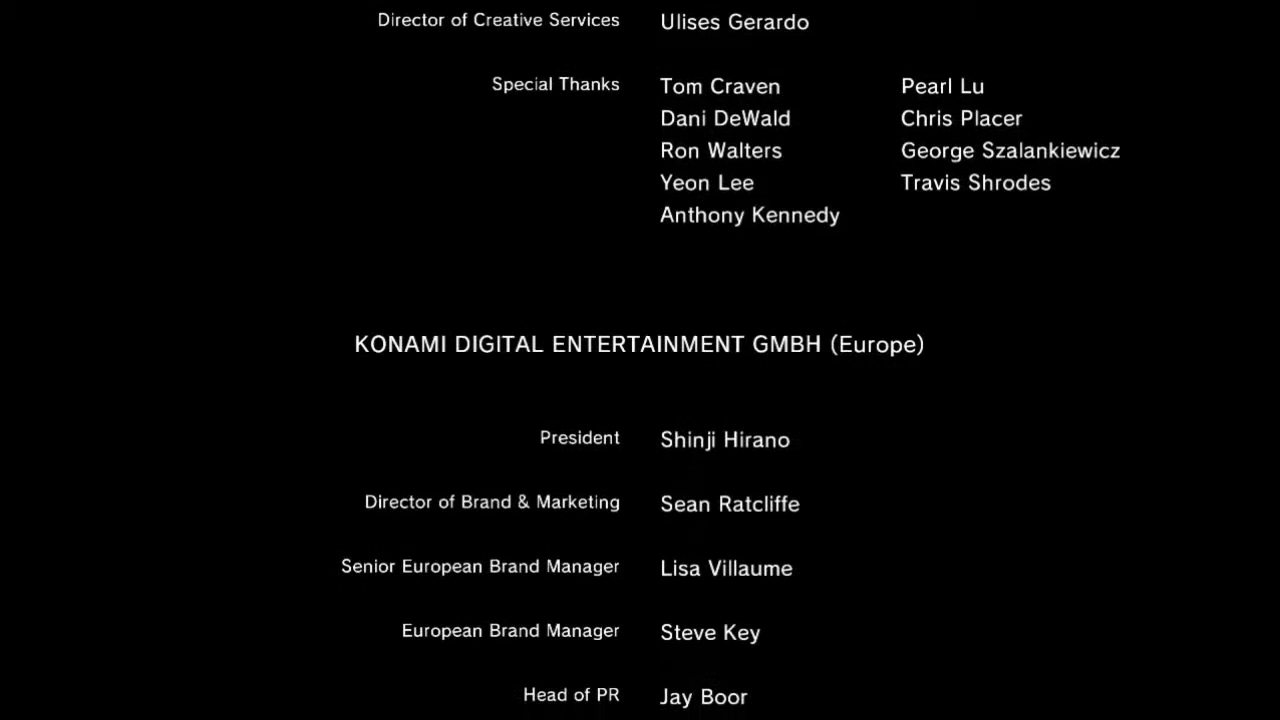 Director of Creative Services Ulises Gerardo
Special Thanks Tom Craven Pearl Lu
Dani DeWald Chris Placer
Ron Walters George Szalankiewicz
Yeon Lee Travis Shrodes
Anthony Kennedy
KONAMI DIGITAL ENTERTAINMENT GMBH (Europe)
President Shinji Hirano
Director of Brand & Marketing Sean Ratcliffe
Senior European Brand Manager Lisa Villaume
European Brand Manager Steve Key
Head of PR Jay Boor